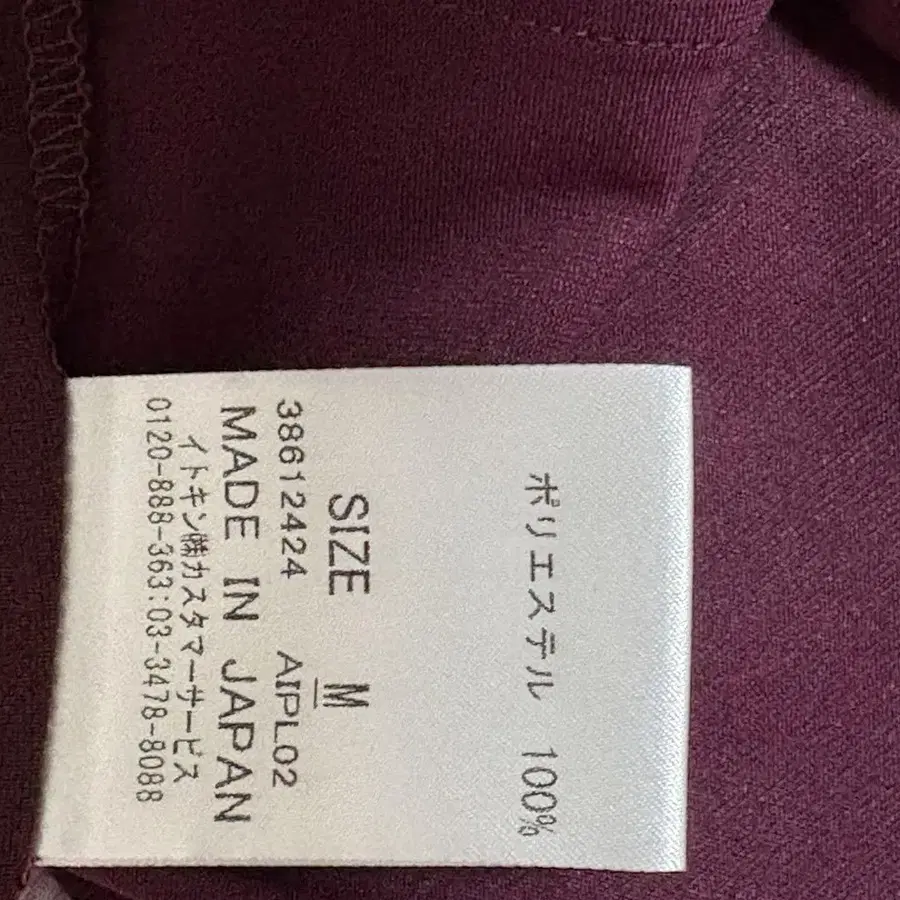 ポリエステル 100%
SIZE M
38612424 AIPL02
MADE IN JAPAN
イトキン㈱カスタマーサービス
0120-888-363:03-3478-8088